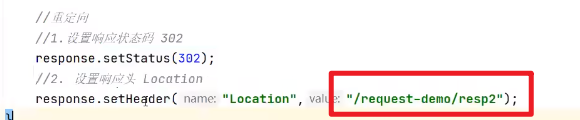 //重定向
//1.设置响应状态码 302
response.setStatus(302);
//2. 设置响应头 Location
response.setHeader( name: "Location", value: "/request-demo/resp2");
}